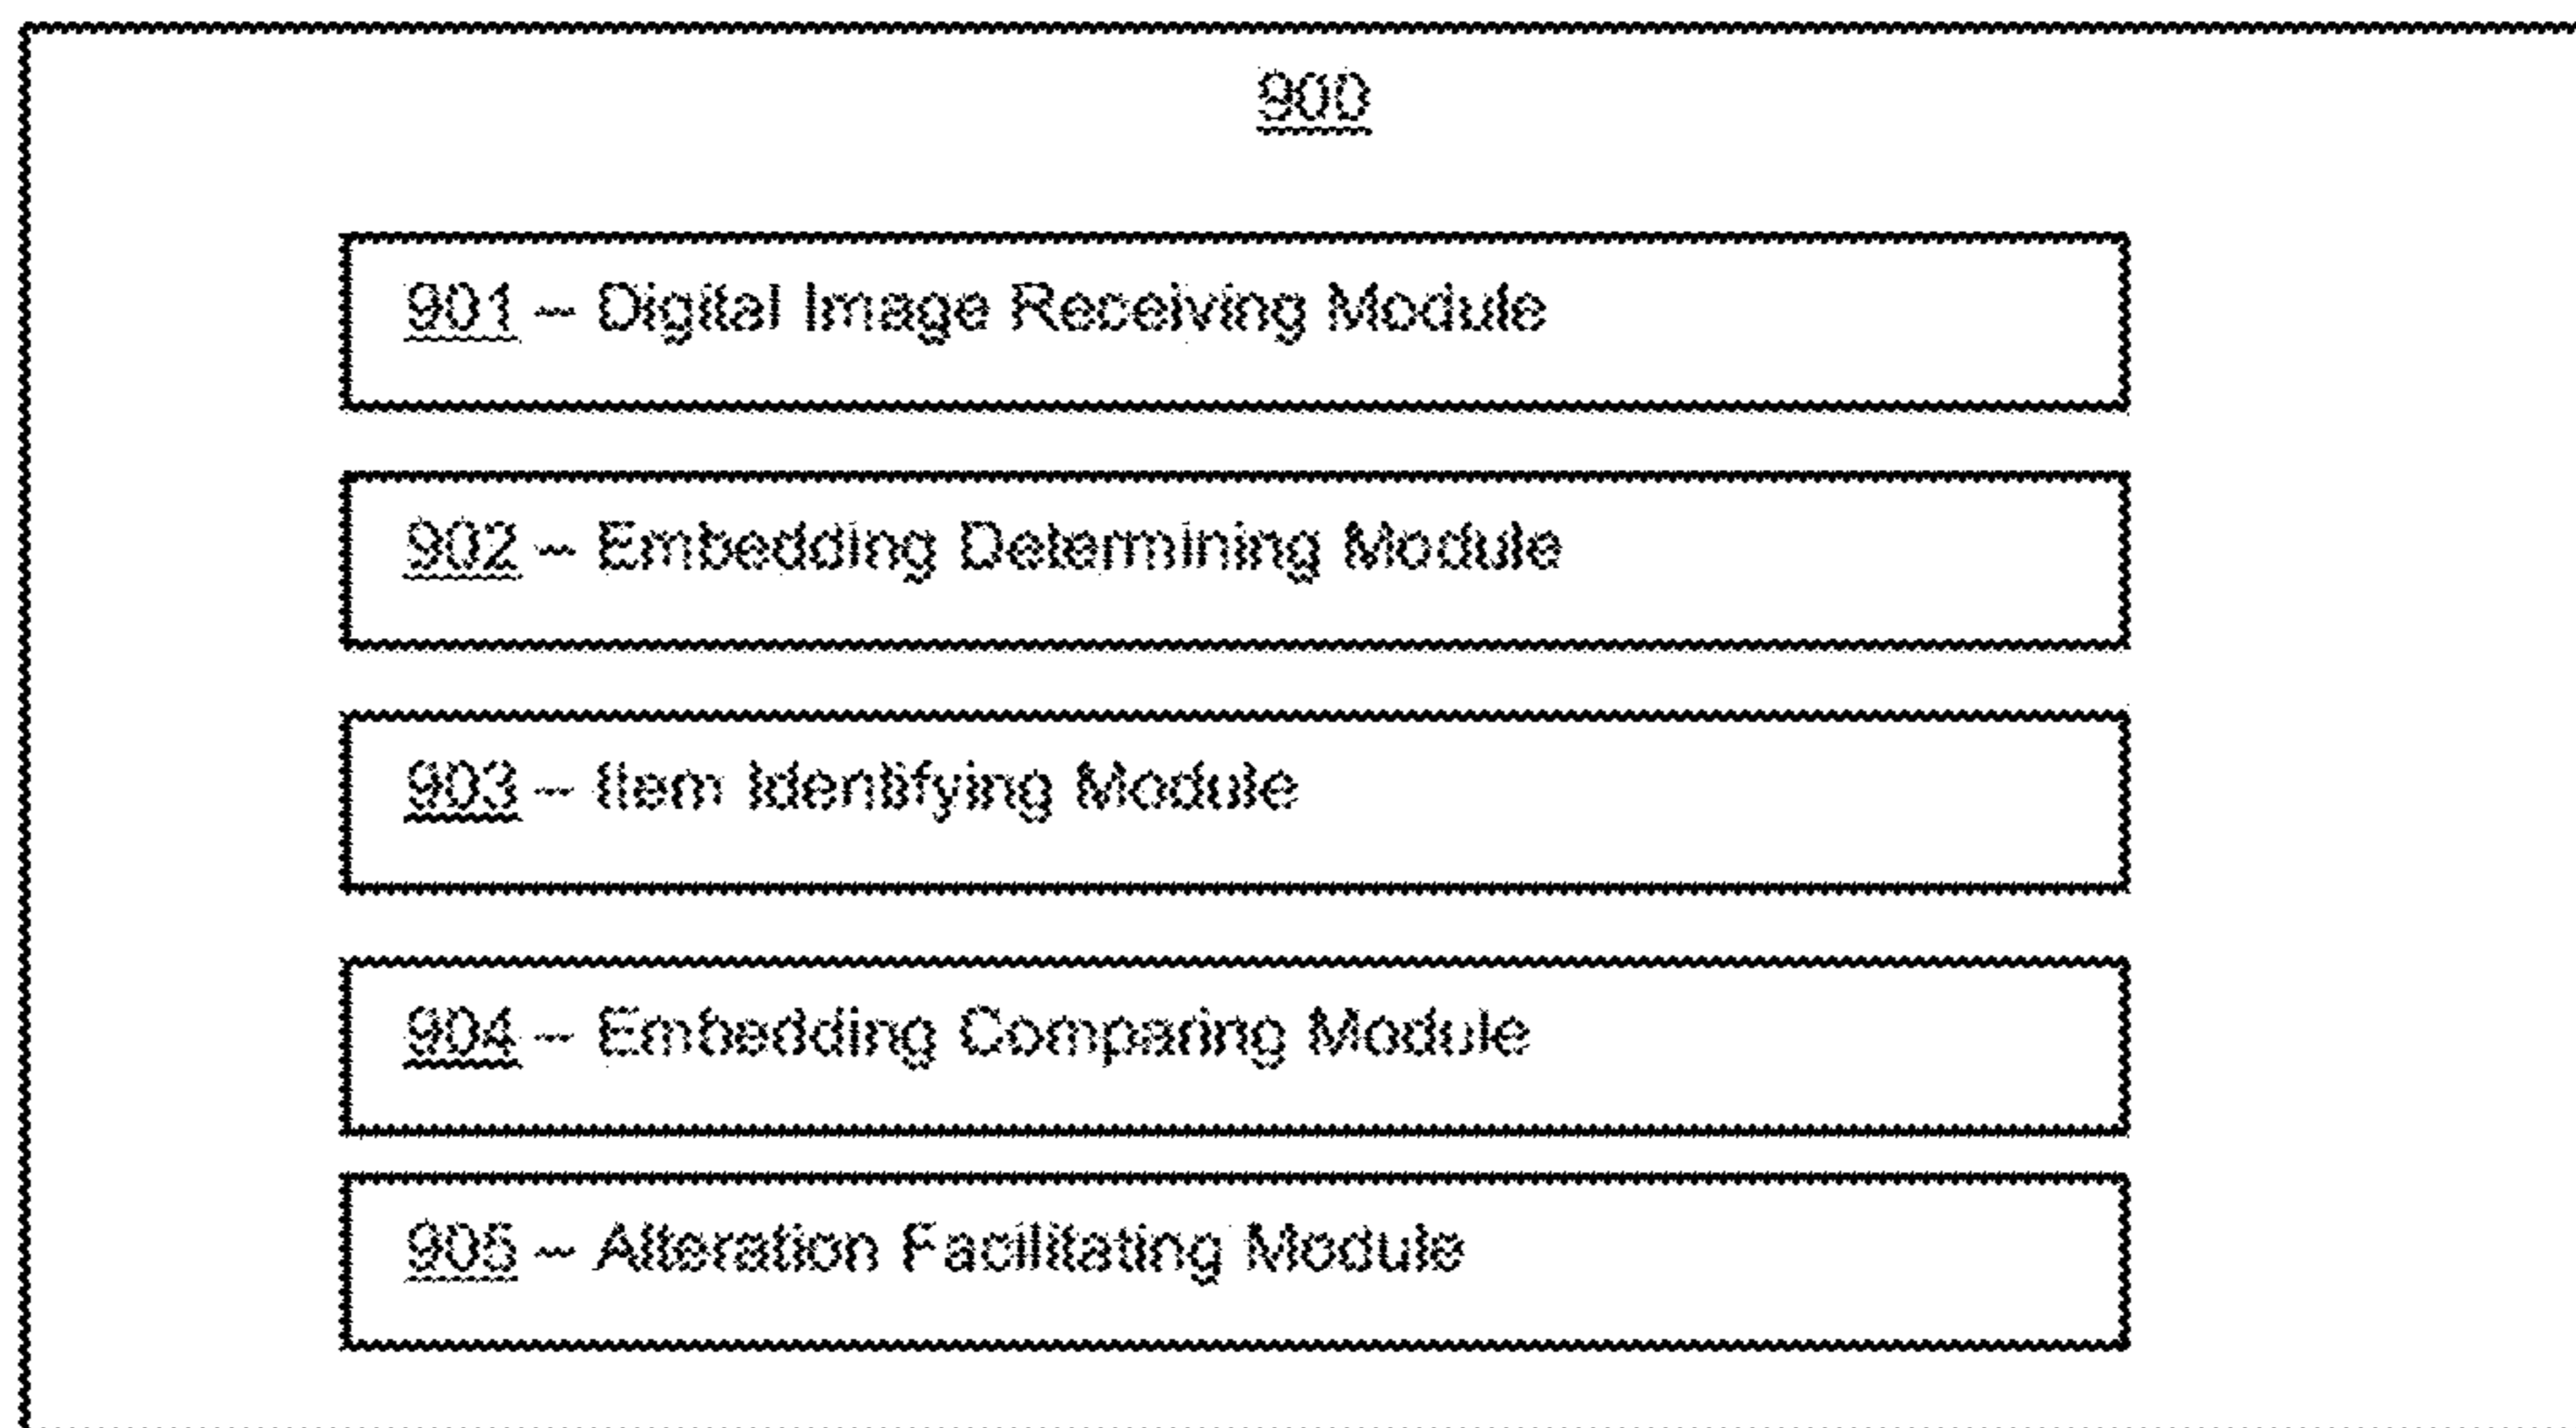 900
901 – Digital Image Receiving Module
902 – Embedding Determining Module
903 – Item Identifying Module
904 – Embedding Comparing Module
905 – Alteration Facilitating Module